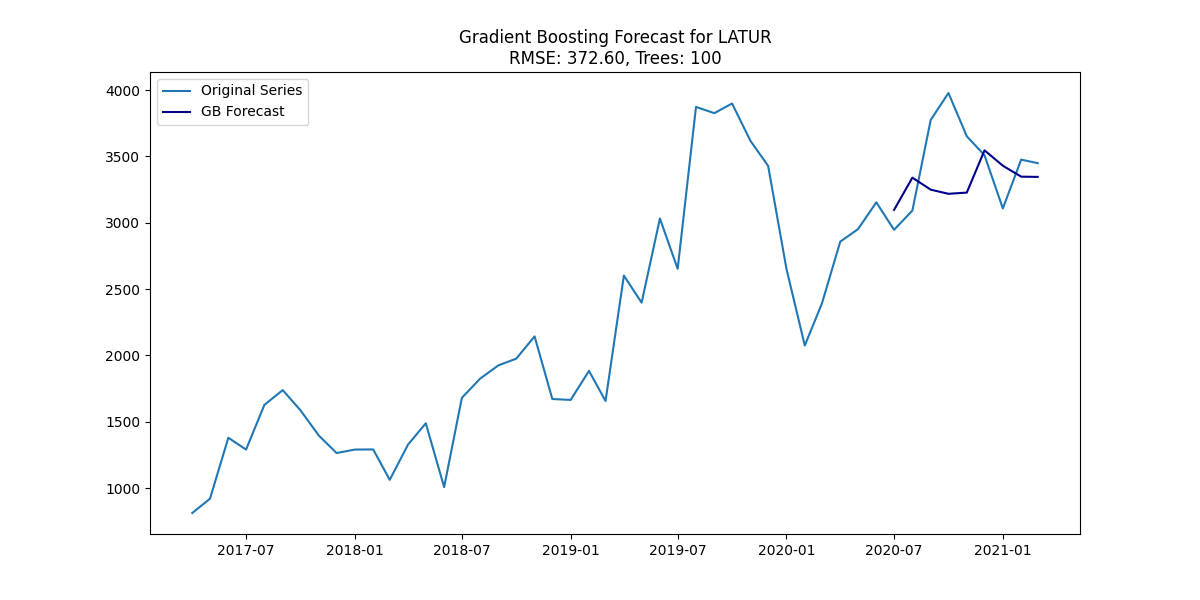 Gradient Boosting Forecast for LATUR
RMSE: 372.60, Trees: 100
Original Series
GB Forecast
4000
3500
3000
2500
2000
1500
1000
2017-07 2018-01 2018-07 2019-01 2019-07 2020-01 2020-07 2021-01